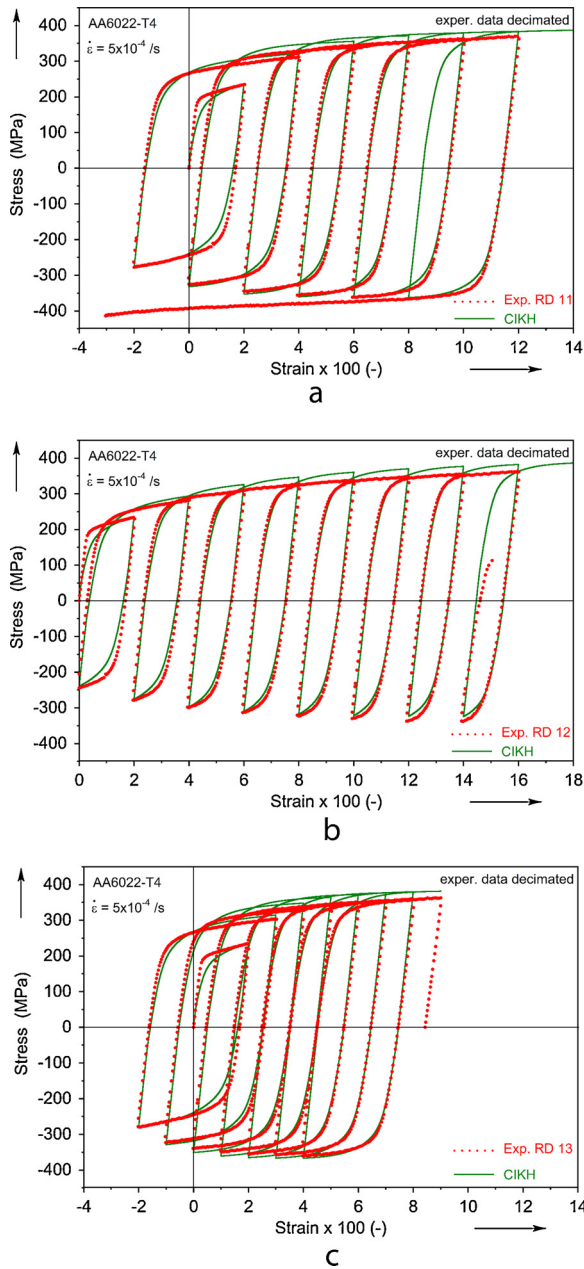 AA6022-T4
exper. data decimated
ε̇ = 5x10⁻⁴ /s
400
300
200
100
0
-100
-200
-300
-400
Stress (MPa)
Exp. RD 11
CIKH
-4 -2 0 2 4 6 8 10 12 14
Strain x 100 (-)
a
AA6022-T4
exper. data decimated
ε̇ = 5x10⁻⁴ /s
400
300
200
100
0
-100
-200
-300
-400
Stress (MPa)
Exp. RD 12
CIKH
0 2 4 6 8 10 12 14 16 18
Strain x 100 (-)
b
AA6022-T4
exper. data decimated
ε̇ = 5x10⁻⁴ /s
400
300
200
100
0
-100
-200
-300
-400
Stress (MPa)
Exp. RD 13
CIKH
-4 -2 0 2 4 6 8 10 12 14
Strain x 100 (-)
c